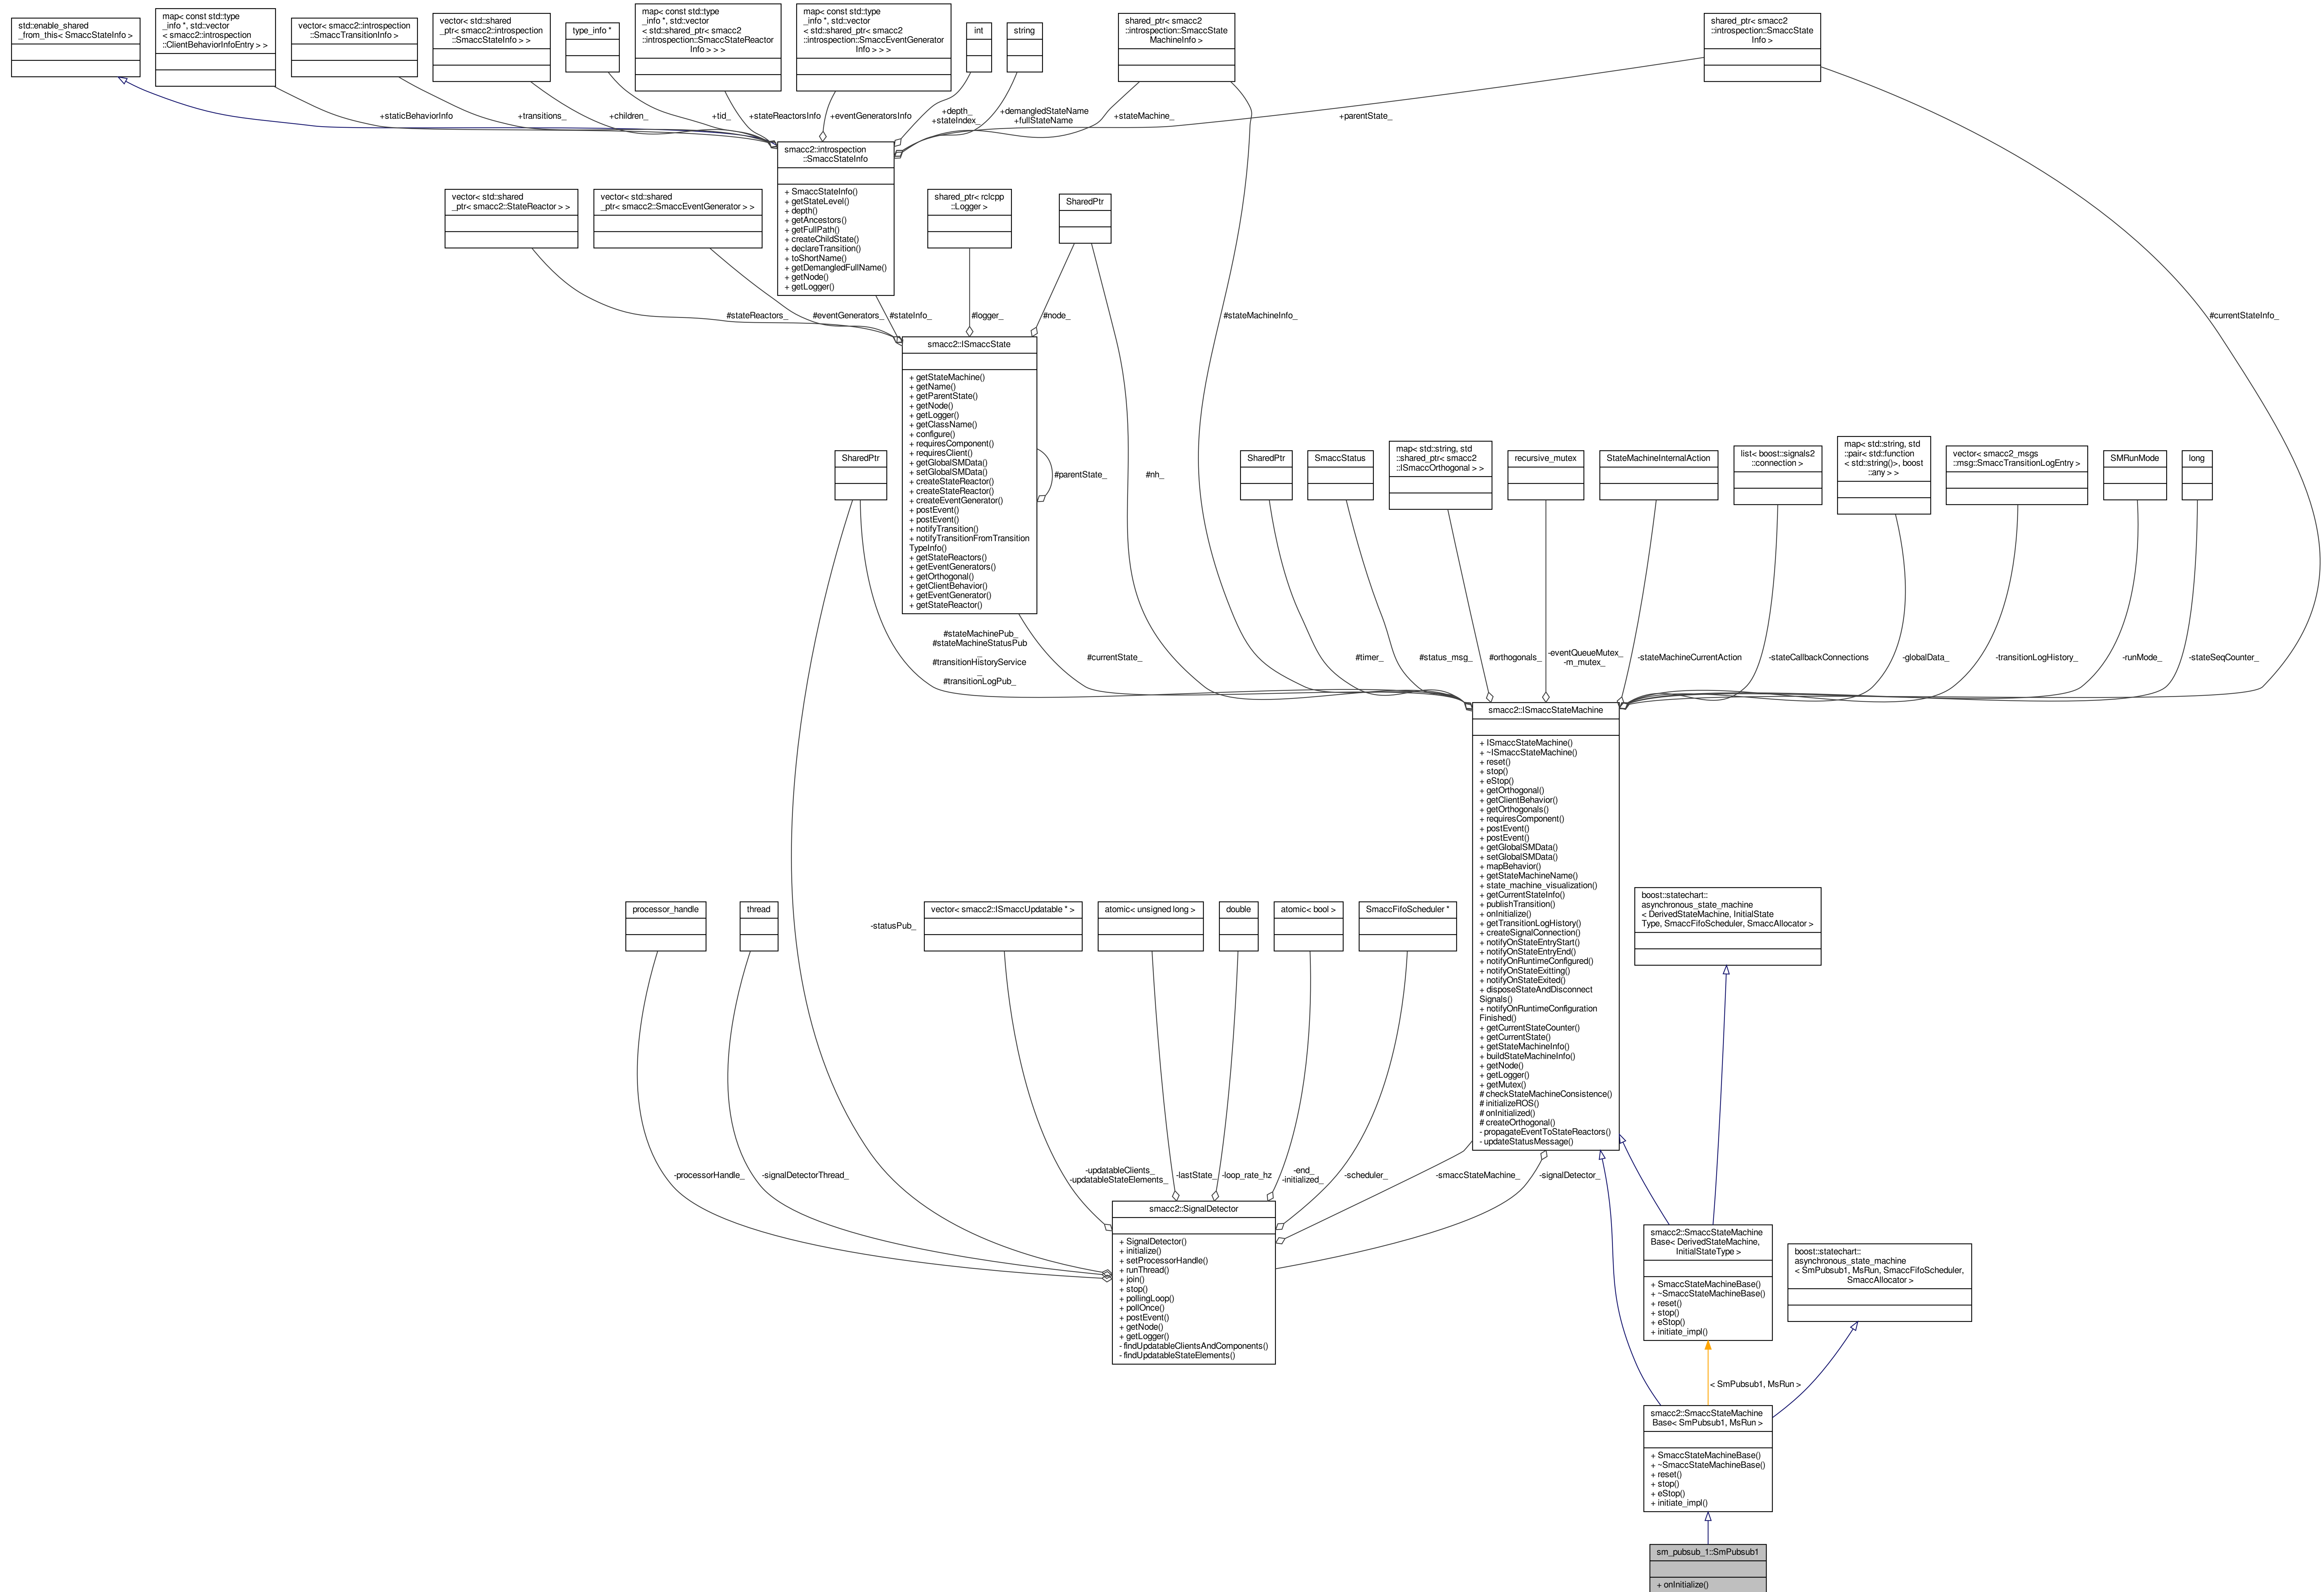 std::enable_shared
_from_this< SmaccStateInfo >
map< const std::type
_info *, std::vector
< smacc2::introspection
::ClientBehaviorInfoEntry > >
vector< smacc2::introspection
::SmaccTransitionInfo >
vector< std::shared
_ptr< smacc2::introspection
::SmaccStateInfo > >
type_info *
map< const std::type
_info *, std::vector
< std::shared_ptr< smacc2
::introspection::SmaccStateReactor
Info > > >
map< const std::type
_info *, std::vector
< std::shared_ptr< smacc2
::introspection::SmaccEventGenerator
Info > > >
int
string
shared_ptr< smacc2
::introspection::SmaccState
MachineInfo >
shared_ptr< smacc2
::introspection::SmaccState
Info >
+staticBehaviorInfo
+transitions_
+children_
+tid_
+stateReactorsInfo
+eventGeneratorsInfo
+depth_
+stateIndex_
+demangledStateName
+fullStateName
+stateMachine_
+parentState_
smacc2::introspection
::SmaccStateInfo
+ SmaccStateInfo()
+ getStateLevel()
+ depth()
+ getAncestors()
+ getFullPath()
+ createChildState()
+ declareTransition()
+ toShortName()
+ getDemangledFullName()
+ getNode()
+ getLogger()
vector< std::shared
_ptr< smacc2::StateReactor > >
vector< std::shared
_ptr< smacc2::SmaccEventGenerator > >
shared_ptr< rclcpp
::Logger >
SharedPtr
#stateReactors_
#eventGenerators_
#stateInfo_
#logger_
#node_
#stateMachineInfo_
#currentStateInfo_
smacc2::ISmaccState
+ getStateMachine()
+ getName()
+ getParentState()
+ getNode()
+ getLogger()
+ getClassName()
+ configure()
+ requiresComponent()
+ requiresClient()
+ getGlobalSMData()
+ setGlobalSMData()
+ createStateReactor()
+ createStateReactor()
+ createEventGenerator()
+ postEvent()
+ postEvent()
+ notifyTransition()
+ notifyTransitionFromTransition
TypeInfo()
+ getStateReactors()
+ getEventGenerators()
+ getOrthogonal()
+ getClientBehavior()
+ getEventGenerator()
+ getStateReactor()
#parentState_
#nh_
SharedPtr
SharedPtr
SmaccStatus
map< std::string, std
::shared_ptr< smacc2
::ISmaccOrthogonal > >
recursive_mutex
StateMachineInternalAction
list< boost::signals2
::connection >
map< std::string, std
::pair< std::function
< std::string()>, boost
::any > >
vector< smacc2_msgs
::msg::SmaccTransitionLogEntry >
SMRunMode
long
#stateMachinePub_
#stateMachineStatusPub
_
#transitionHistoryService
_
#transitionLogPub_
#currentState_
#timer_
#status_msg_
#orthogonals_
-eventQueueMutex_
-m_mutex_
-stateMachineCurrentAction
-stateCallbackConnections
-globalData_
-transitionLogHistory_
-runMode_
-stateSeqCounter_
smacc2::ISmaccStateMachine
+ ISmaccStateMachine()
+ ~ISmaccStateMachine()
+ reset()
+ stop()
+ eStop()
+ getOrthogonal()
+ getClientBehavior()
+ getOrthogonals()
+ requiresComponent()
+ postEvent()
+ postEvent()
+ getGlobalSMData()
+ setGlobalSMData()
+ mapBehavior()
+ getStateMachineName()
+ state_machine_visualization()
+ getCurrentStateInfo()
+ publishTransition()
+ onInitialize()
+ getTransitionLogHistory()
+ createSignalConnection()
+ notifyOnStateEntryStart()
+ notifyOnStateEntryEnd()
+ notifyOnRuntimeConfigured()
+ notifyOnStateExitting()
+ notifyOnStateExited()
+ disposeStateAndDisconnect
Signals()
+ notifyOnRuntimeConfiguration
Finished()
+ getCurrentStateCounter()
+ getCurrentState()
+ getStateMachineInfo()
+ buildStateMachineInfo()
+ getNode()
+ getLogger()
+ getMutex()
# checkStateMachineConsistence()
# initializeROS()
# onInitialized()
# createOrthogonal()
- propagateEventToStateReactors()
- updateStatusMessage()
processor_handle
thread
-statusPub_
vector< smacc2::ISmaccUpdatable * >
atomic< unsigned long >
double
atomic< bool >
SmaccFifoScheduler *
boost::statechart::
asynchronous_state_machine
< DerivedStateMachine, InitialState
Type, SmaccFifoScheduler, SmaccAllocator >
-processorHandle_
-signalDetectorThread_
-updatableClients_
-updatableStateElements_
-lastState_
-loop_rate_hz
-end_
-initialized_
-scheduler_
-smaccStateMachine_
-signalDetector_
smacc2::SignalDetector
+ SignalDetector()
+ initialize()
+ setProcessorHandle()
+ runThread()
+ join()
+ stop()
+ pollingLoop()
+ pollOnce()
+ postEvent()
+ getNode()
+ getLogger()
- findUpdatableClientsAndComponents()
- findUpdatableStateElements()
smacc2::SmaccStateMachine
Base< DerivedStateMachine,
InitialStateType >
+ SmaccStateMachineBase()
+ ~SmaccStateMachineBase()
+ reset()
+ stop()
+ eStop()
+ initiate_impl()
boost::statechart::
asynchronous_state_machine
< SmPubsub1, MsRun, SmaccFifoScheduler,
SmaccAllocator >
< SmPubsub1, MsRun >
smacc2::SmaccStateMachine
Base< SmPubsub1, MsRun >
+ SmaccStateMachineBase()
+ ~SmaccStateMachineBase()
+ reset()
+ stop()
+ eStop()
+ initiate_impl()
sm_pubsub_1::SmPubsub1
+ onInitialize()